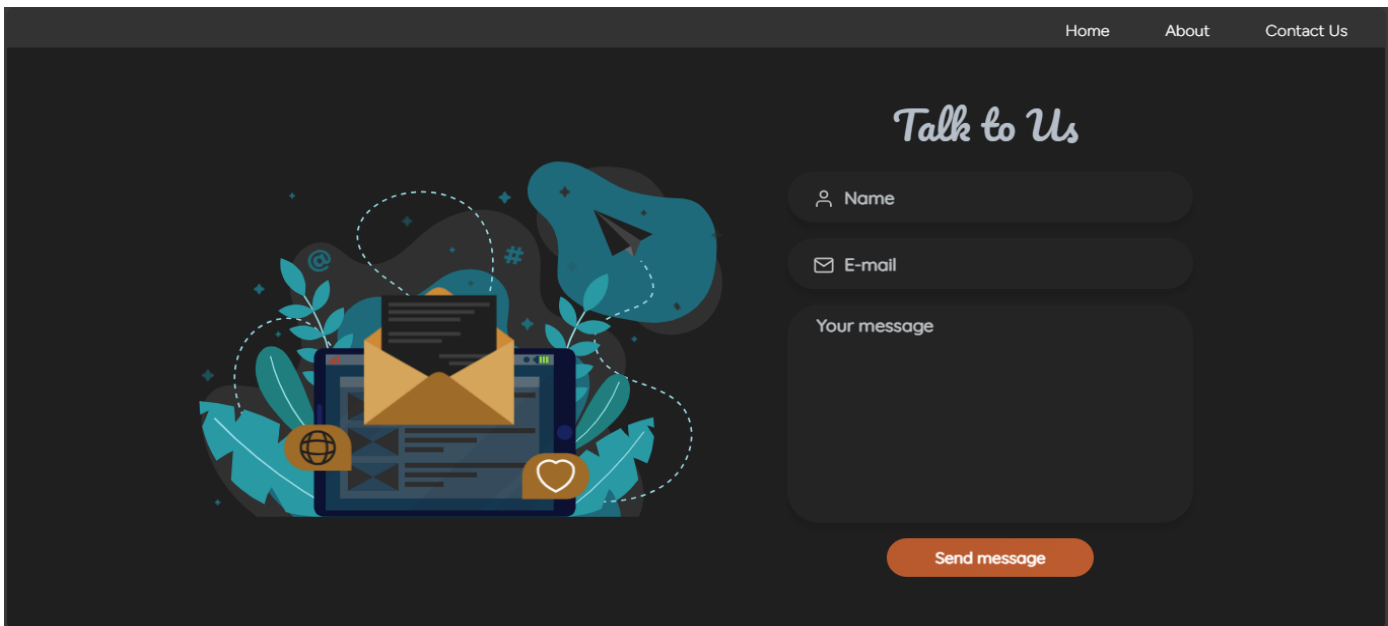 Home About Contact Us
Talk to Us
@
#
Name
E-mail
Your message
Send message